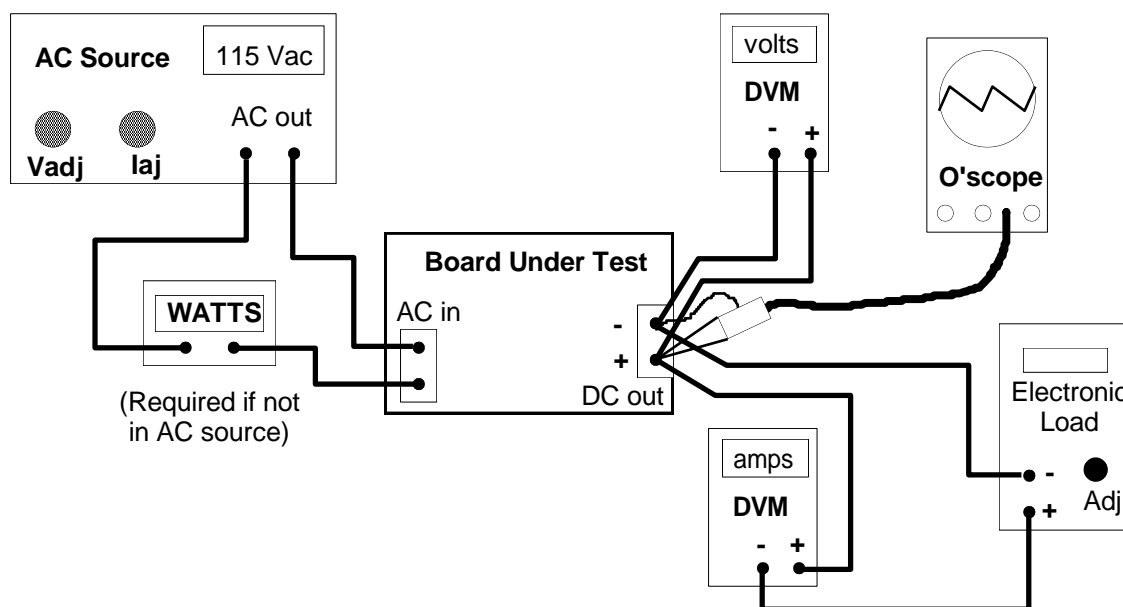 AC Source
115 Vac
AC out
Vadj
Iaj
volts
DVM
- +
O'scope
WATTS
(Required if not
in AC source)
Board Under Test
AC in
-
+
DC out
amps
DVM
- +
Electronic
Load
-
+
Adj